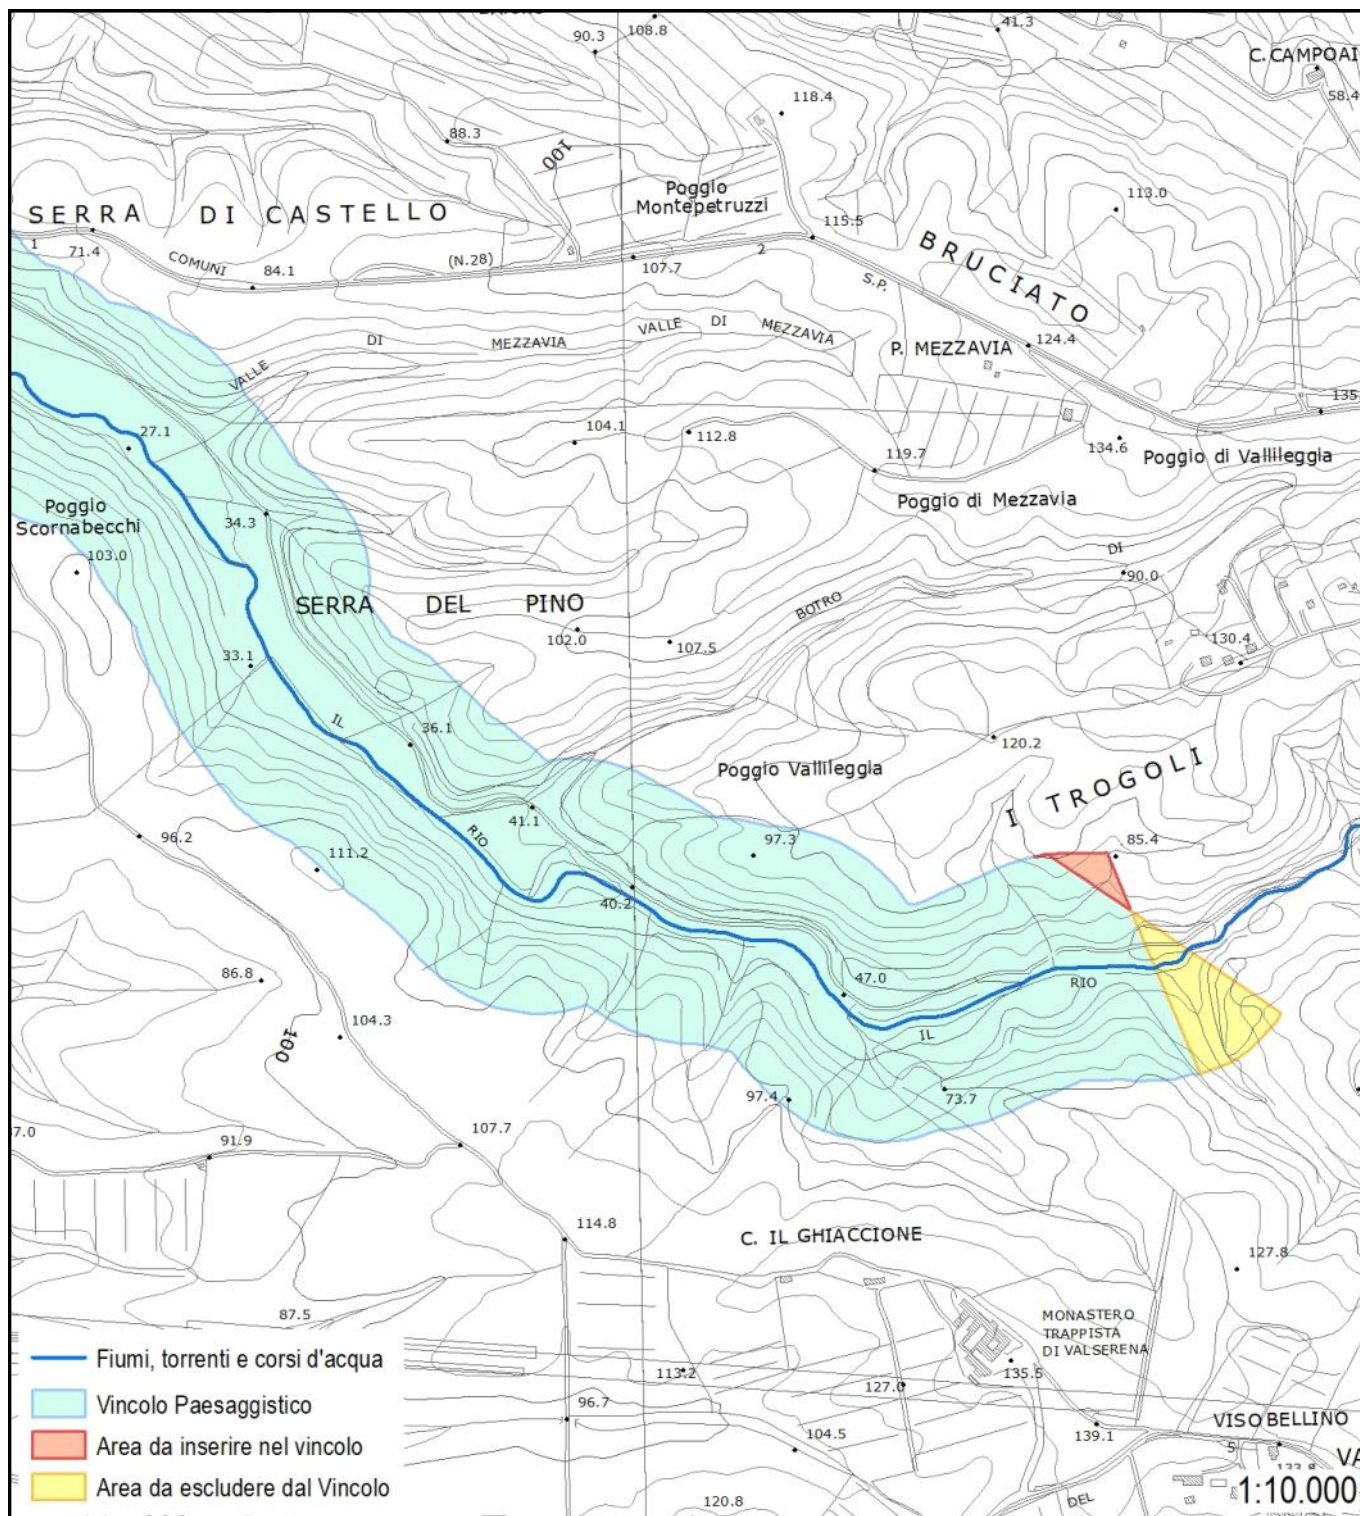 90.3
108.8
41.3
C. CAMPOAI
58.4
118.4
88.3
100
Poggio
Montepetruzzi
113.0
SERRA DI CASTELLO
115.5
BRUCIATO
1
71.4
COMUNI
84.1
(N.28)
107.7
2
S.P.
VALLE DI MEZZAVIA
VALLE DI MEZZAVIA
P. MEZZAVIA
124.4
135
27.1
104.1
112.8
119.7
134.6
Poggio di Vallileggia
Poggio di Mezzavia
Poggio
Scornabecchi
34.3
103.0
BOTRO DI
90.0
SERRA DEL PINO
102.0
107.5
130.4
33.1
IL RIO
36.1
120.2
Poggio Vallileggia
I TROGOLI
41.1
96.2
111.2
97.3
85.4
40.2
86.8
47.0
IL RIO
104.3
100
97.4
73.7
37.0
91.9
107.7
114.8
C. IL GHIACCIONE
127.8
87.5
MONASTERO
TRAPPISTA
DI VALSERENA
113.2
127.0
135.5
96.7
104.5
139.1
VISO BELLINO
5
VA
133.8
DEL
120.8
Fiumi, torrenti e corsi d'acqua
Vincolo Paesaggistico
Area da inserire nel vincolo
Area da escludere dal Vincolo
1:10.000